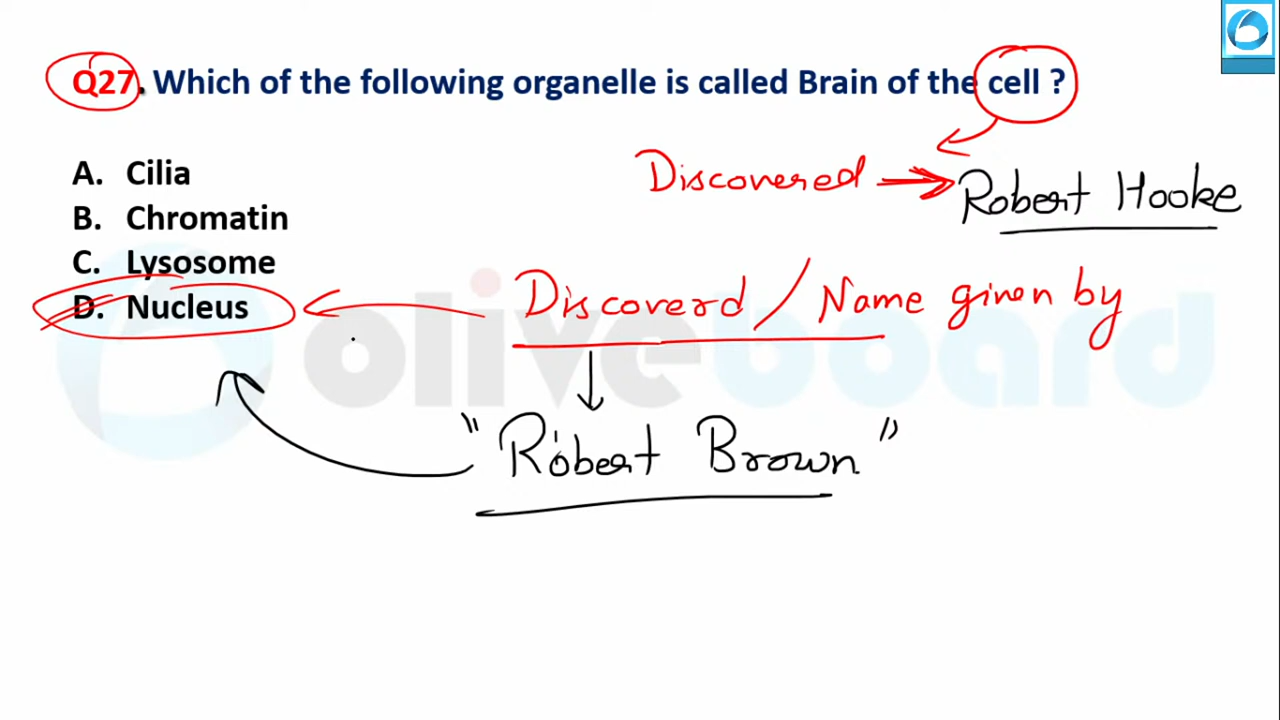 Q27. Which of the following organelle is called Brain of the cell ?
A. Cilia
Discovered
Robert Hooke
B. Chromatin
C. Lysosome
D. Nucleus
Discoverd / Name given by
oliveboard
"Robert Brown"